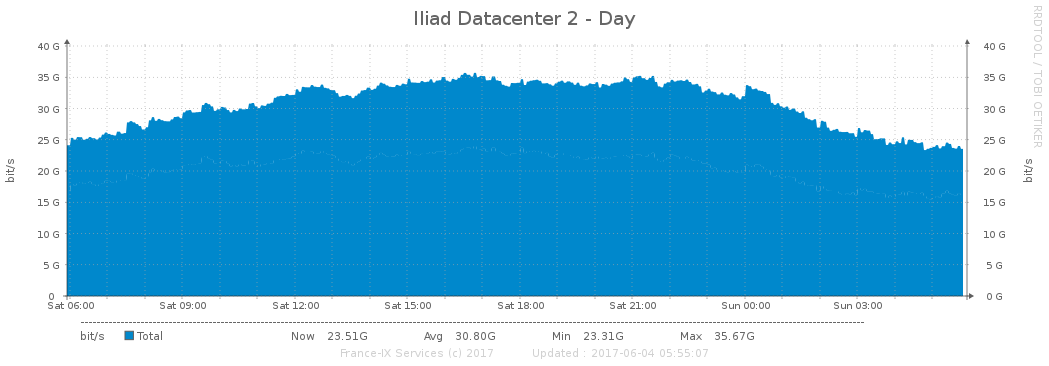 Iliad Datacenter 2 - Day
RRDTOOL / TOBI OETIKER
40 G 40 G
35 G 35 G
30 G 30 G
25 G 25 G
20 G 20 G
15 G 15 G
10 G 10 G
5 G 5 G
0 0 G
bit/s bit/s
Sat 06:00 Sat 09:00 Sat 12:00 Sat 15:00 Sat 18:00 Sat 21:00 Sun 00:00 Sun 03:00
bit/s Total Now 23.51G Avg 30.80G Min 23.31G Max 35.67G
France-IX Services (c) 2017 Updated : 2017-06-04 05:55:07